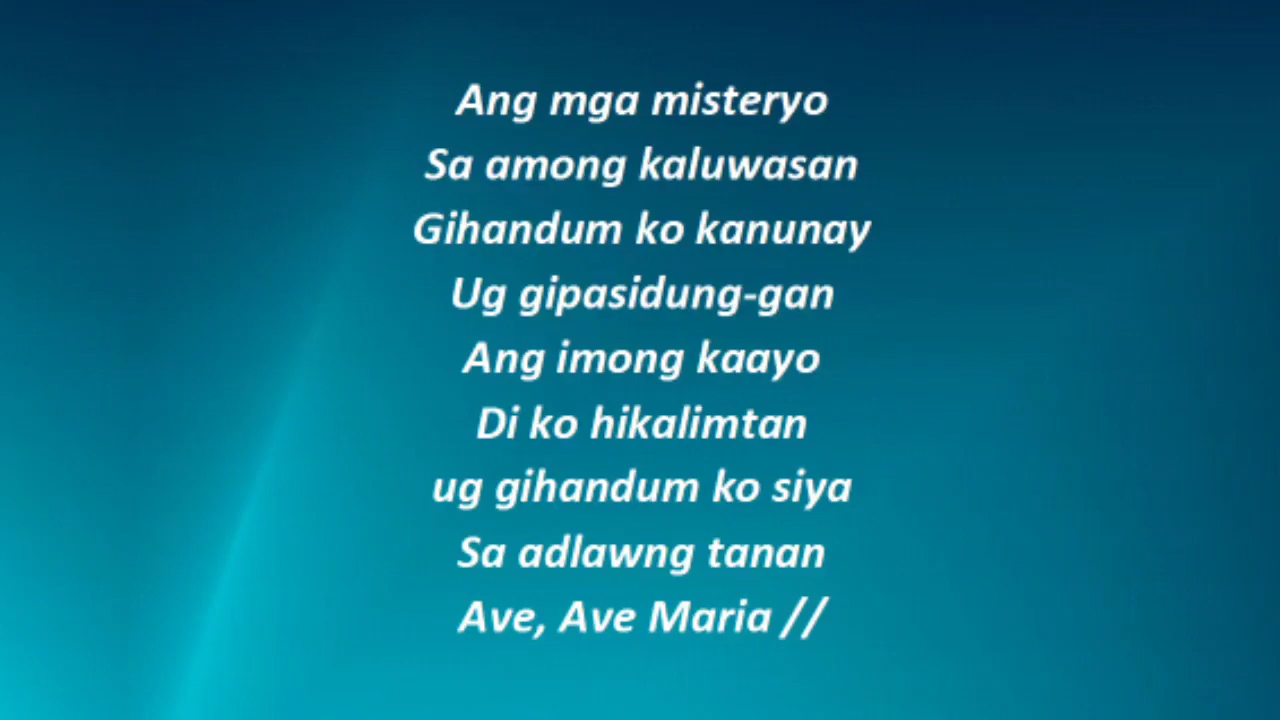 Ang mga misteryo
Sa among kaluwasan
Gihandum ko kanunay
Ug gipasidung-gan
Ang imong kaayo
Di ko hikalimtan
ug gihandum ko siya
Sa adlawng tanan
Ave, Ave Maria //